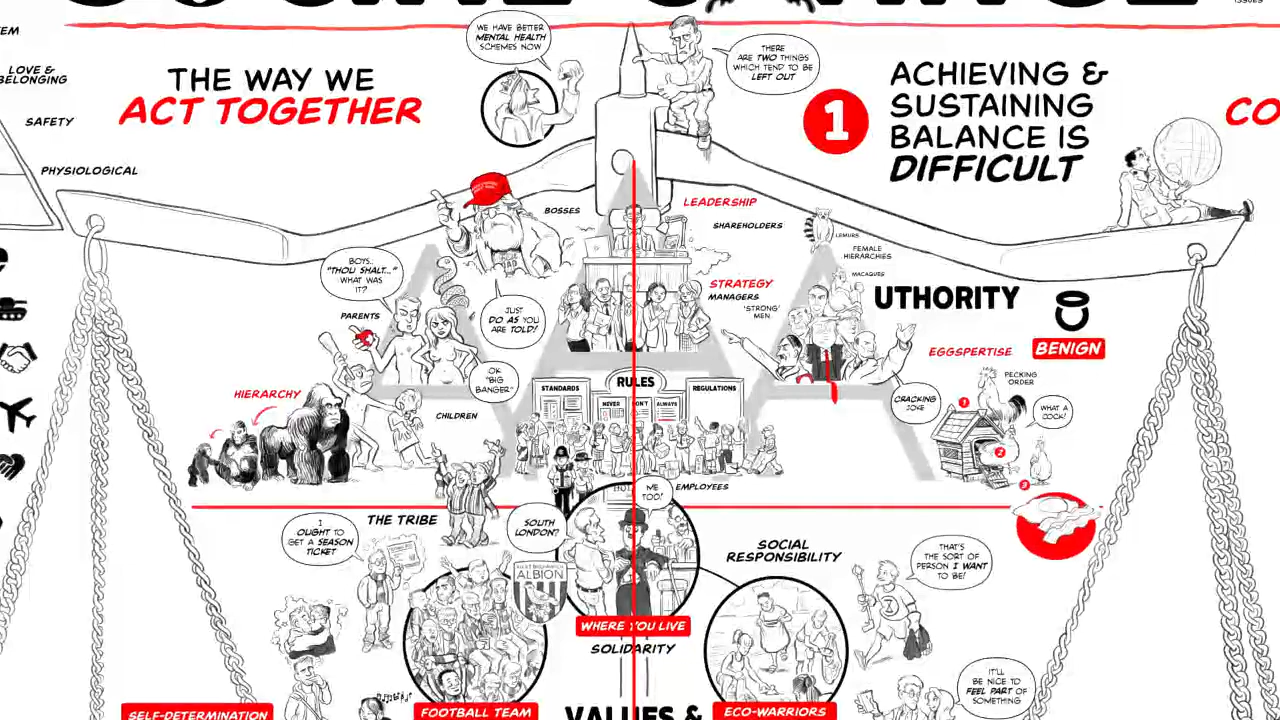 ISSUES
WE HAVE BETTER
MENTAL HEALTH
SCHEMES NOW
THERE
ARE TWO THINGS
WHICH TEND TO BE
LEFT OUT
LOVE &
BELONGING
SAFETY
PHYSIOLOGICAL
THE WAY WE
ACT TOGETHER
1
ACHIEVING &
SUSTAINING
BALANCE IS
DIFFICULT
CO
BOSSES
LEADERSHIP
SHAREHOLDERS
LEMURS
FEMALE
HIERARCHIES
MACAQUES
BOYS..
"THOU SHALT..."
WHAT WAS
IT?
PARENTS
JUST
DO AS YOU
ARE TOLD!
STRATEGY
MANAGERS
'STRONG'
MEN
UTHORITY
BENIGN
EGGSPERTISE
PECKING
ORDER
OK
"BIG
BANGER"
HIERARCHY
CHILDREN
STANDARDS
RULES
REGULATIONS
NEVER
DON'T
ALWAYS
CRACKING
JOKE
WHAT A
COCK!
1
2
3
EMPLOYEES
ME
TOO!
THE TRIBE
I
OUGHT TO
GET A SEASON
TICKET
SOUTH
LONDON?
ALBION
SOCIAL
RESPONSIBILITY
THAT'S
THE SORT OF
PERSON I WANT
TO BE!
WHERE YOU LIVE
SOLIDARITY
IT'LL
BE NICE TO
FEEL PART OF
SOMETHING
SELF-DETERMINATION
FOOTBALL TEAM
VALUES &
ECO-WARRIORS